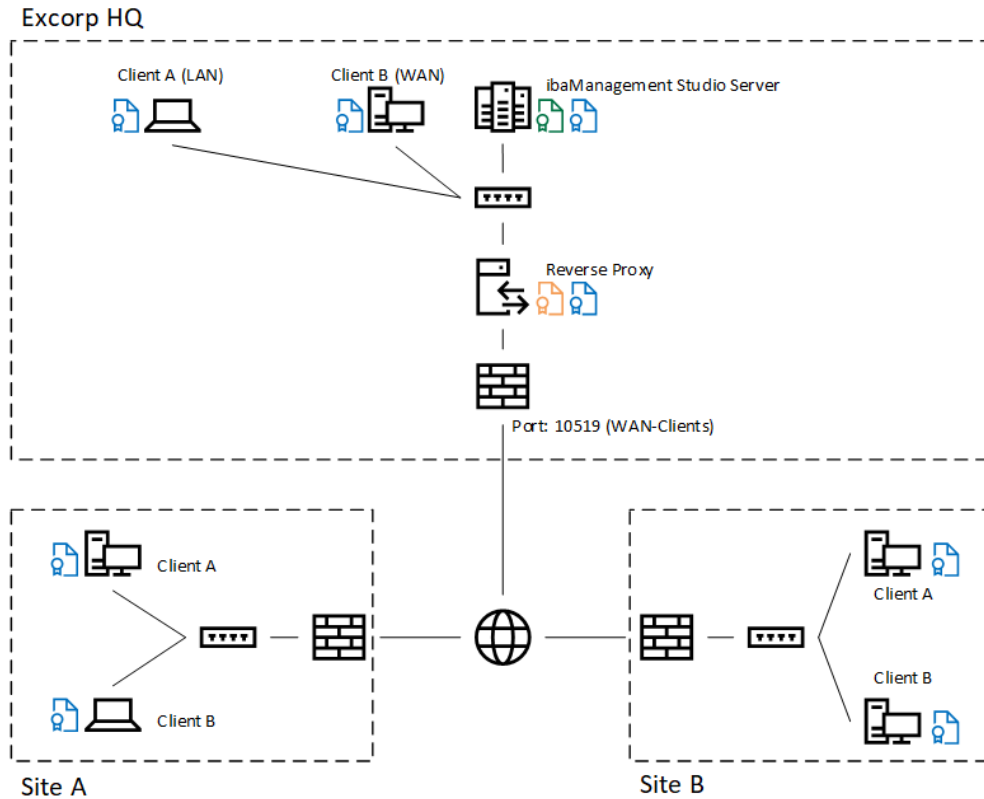 Excorp HQ
Client A (LAN)
Client B (WAN)
ibaManagement Studio Server
Reverse Proxy
Port: 10519 (WAN-Clients)
Client A
Client B
Site A
Client A
Client B
Site B